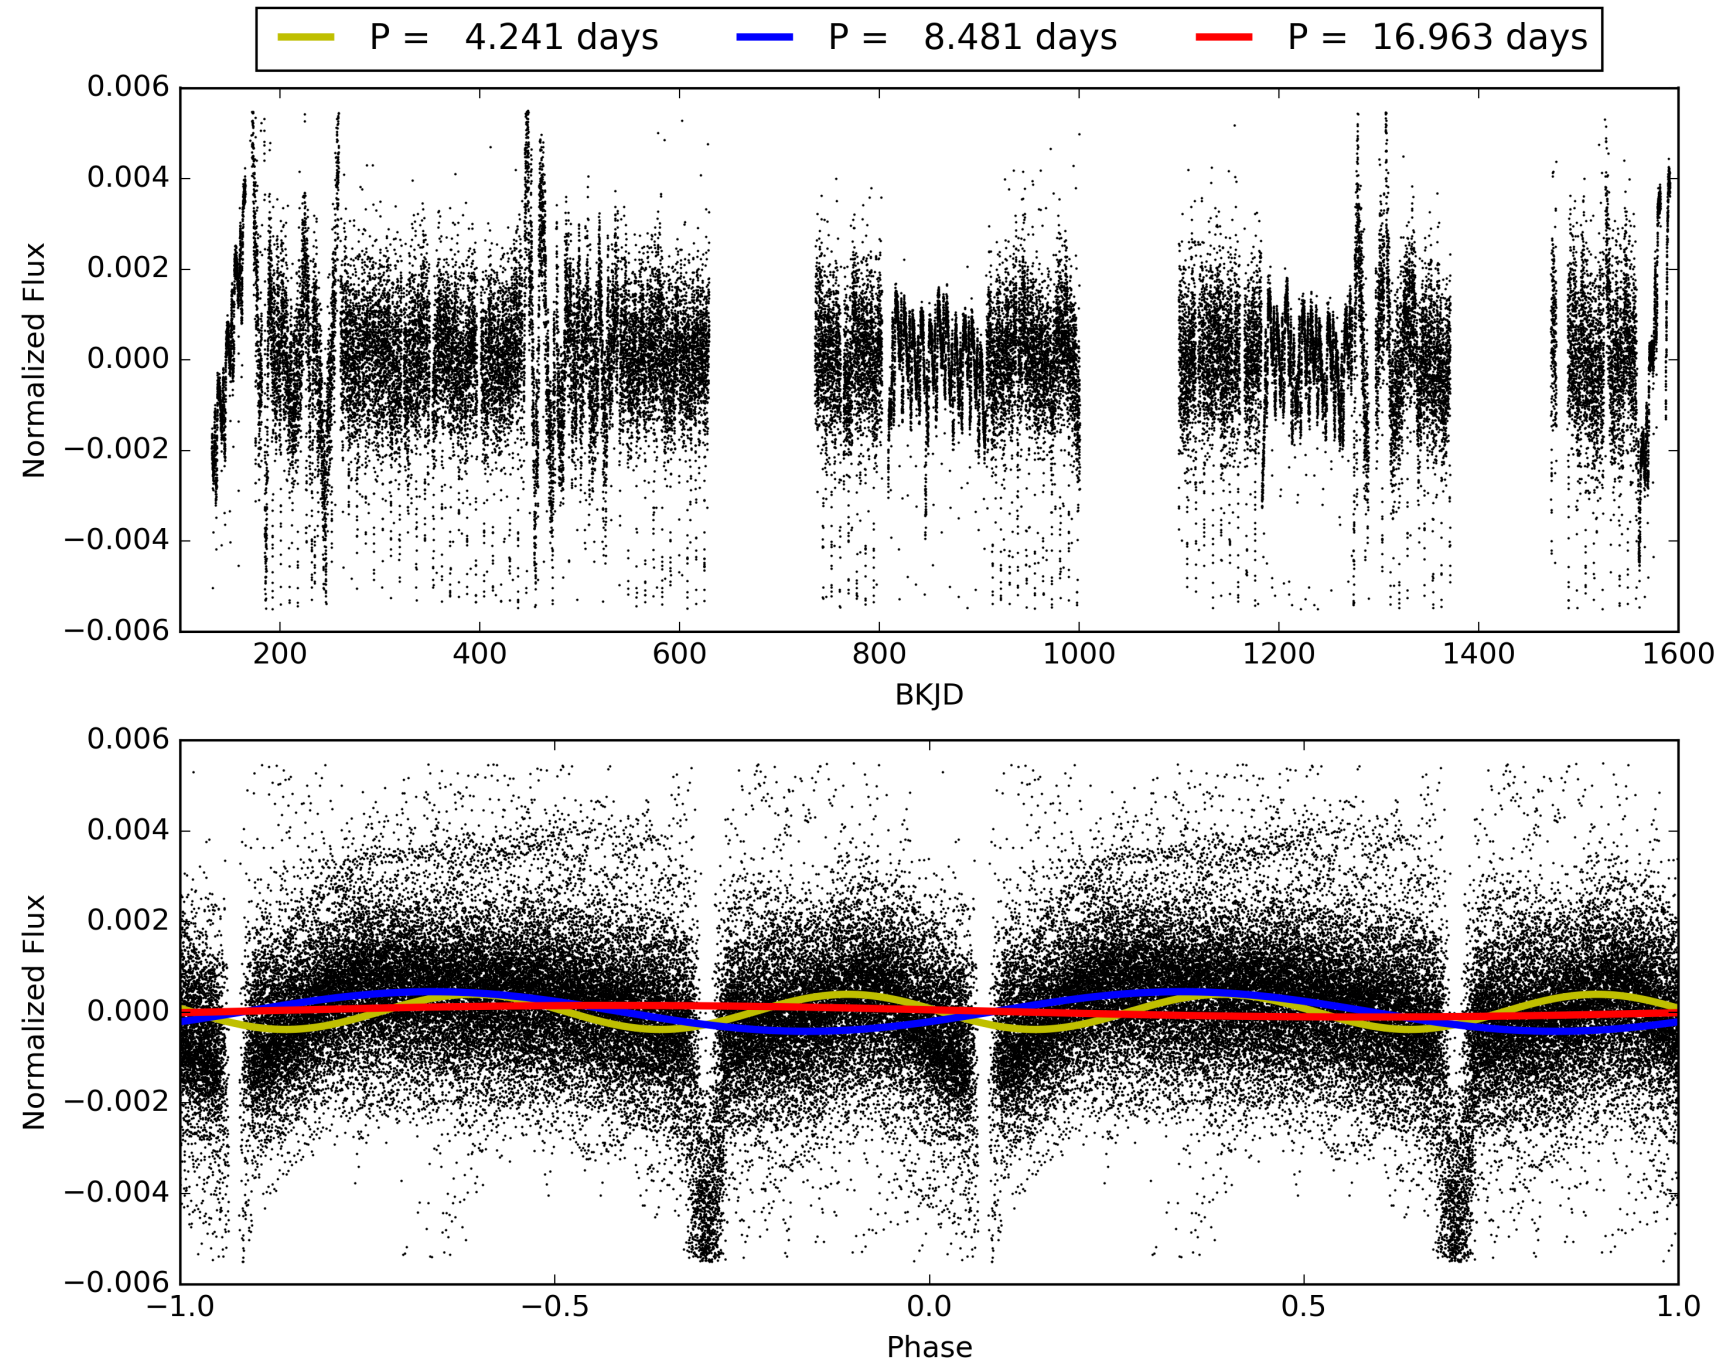 P = 4.241 days P = 8.481 days P = 16.963 days
0.006
0.004
0.002
0.000
−0.002
−0.004
−0.006
Normalized Flux
200 400 600 800 1000 1200 1400 1600
BKJD
0.006
0.004
0.002
0.000
−0.002
−0.004
−0.006
Normalized Flux
−1.0 −0.5 0.0 0.5 1.0
Phase